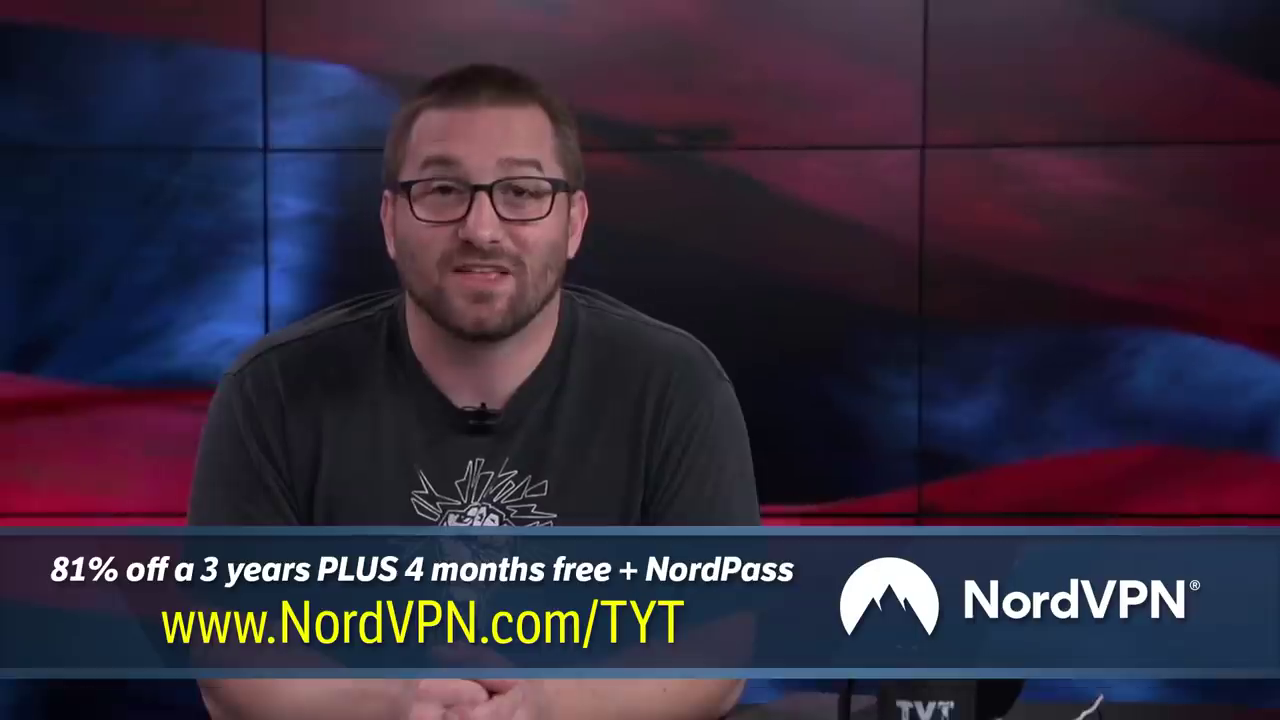 81% off a 3 years PLUS 4 months free + NordPass
www.NordVPN.com/TYT
NordVPN®
TYT